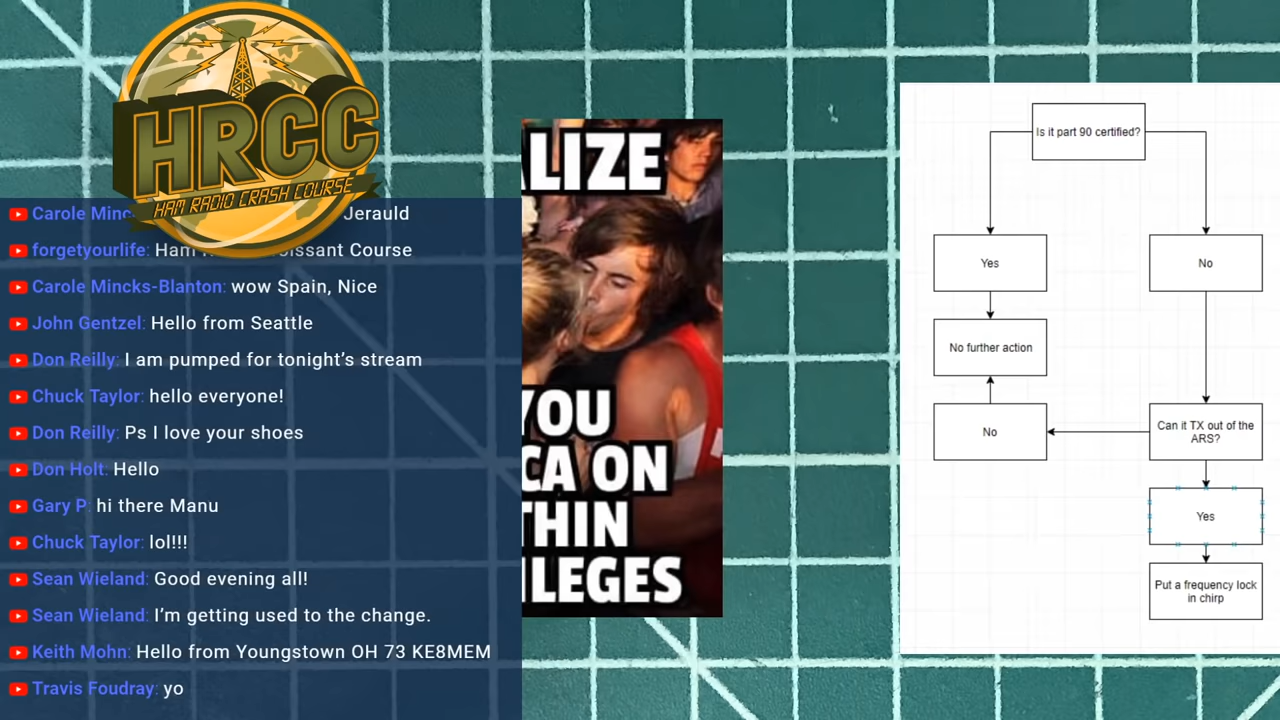 HRCC
HAM RADIO CRASH COURSE
Jerauld
forgetyourlife: Ham
Course
Carole Mincks-Blanton: wow Spain, Nice
John Gentzel: Hello from Seattle
Don Reilly: I am pumped for tonight’s stream
Chuck Taylor: hello everyone!
Don Reilly: Ps I love your shoes
Don Holt: Hello
Gary P: hi there Manu
Chuck Taylor: lol!!!
Sean Wieland: Good evening all!
Sean Wieland: I’m getting used to the change.
Keith Mohn: Hello from Youngstown OH 73 KE8MEM
Travis Foudray: yo
LIZE
YOU
CA ON
THIN
ILEGES
Is it part 90 certified?
Yes
No
No further action
No
Can it TX out of the
ARS?
Yes
Put a frequency lock
in chirp